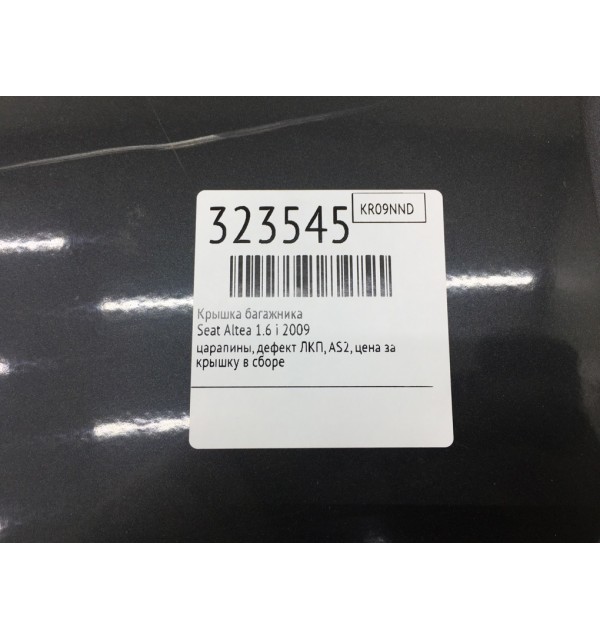 323545
KR09NND
Крышка багажника
Seat Altea 1.6 i 2009
царапины, дефект ЛКП, AS2, цена за
крышку в сборе